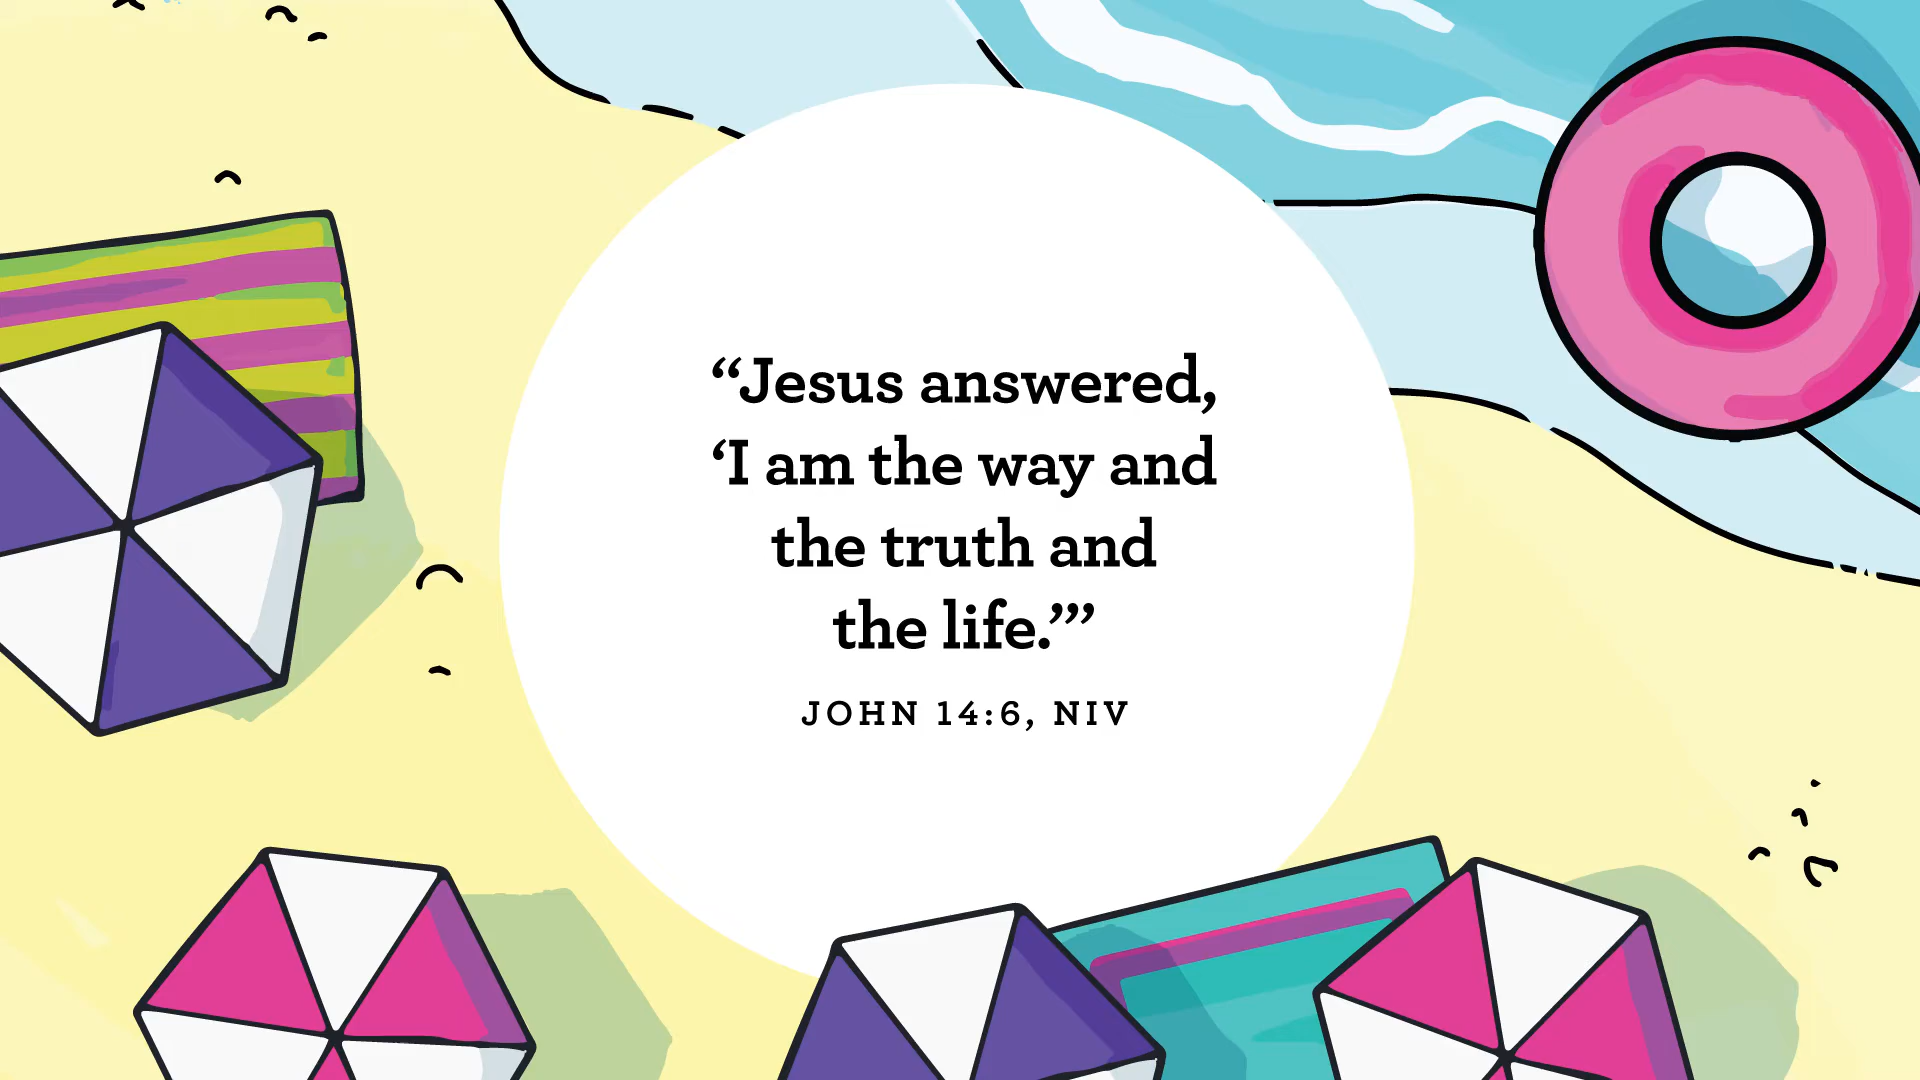 “Jesus answered,
‘I am the way and
the truth and
the life.’”’
JOHN 14:6, NIV